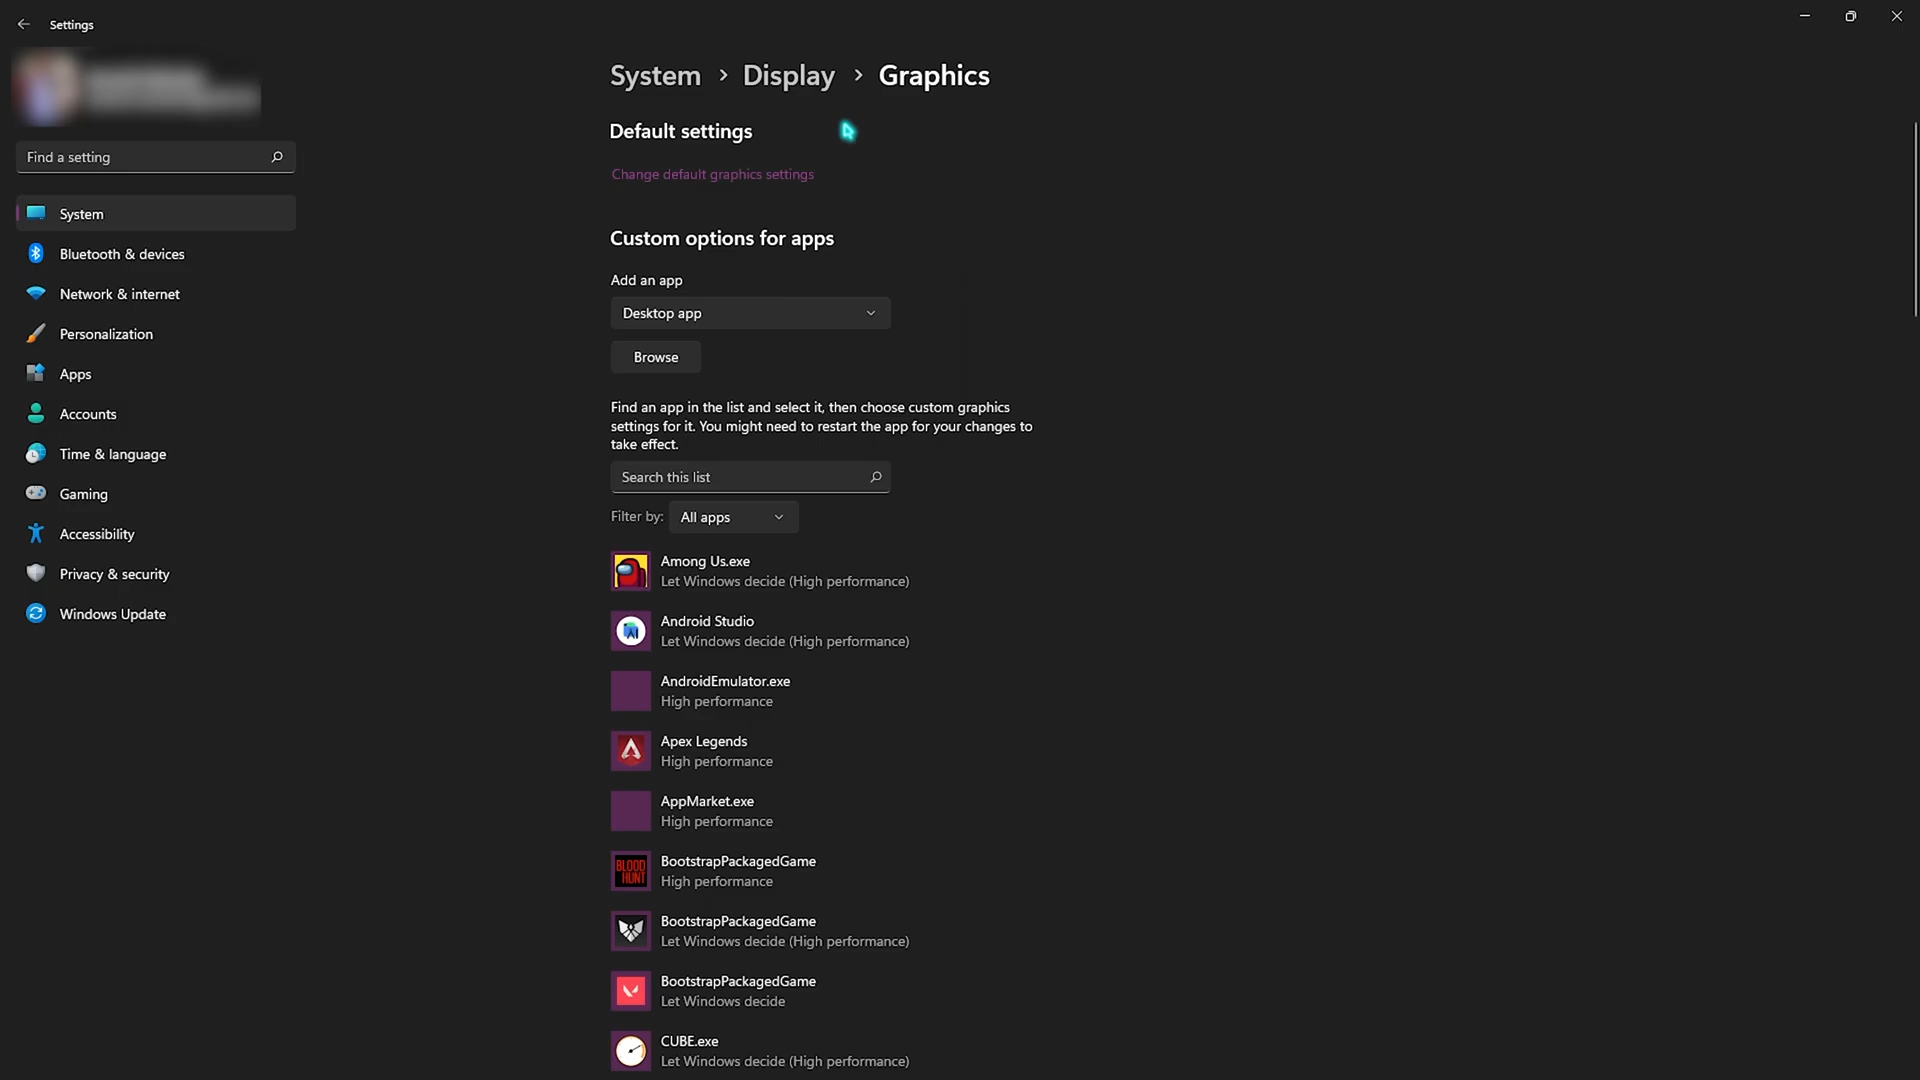 Settings
Find a setting
System
Bluetooth & devices
Network & internet
Personalization
Apps
Accounts
Time & language
Gaming
Accessibility
Privacy & security
Windows Update
System > Display > Graphics
Default settings
Change default graphics settings
Custom options for apps
Add an app
Desktop app
Browse
Find an app in the list and select it, then choose custom graphics
settings for it. You might need to restart the app for your changes to
take effect.
Search this list
Filter by: All apps
Among Us.exe
Let Windows decide (High performance)
Android Studio
Let Windows decide (High performance)
AndroidEmulator.exe
High performance
Apex Legends
High performance
AppMarket.exe
High performance
BLOOD
HUNT
BootstrapPackagedGame
High performance
BootstrapPackagedGame
Let Windows decide (High performance)
BootstrapPackagedGame
Let Windows decide
CUBE.exe
Let Windows decide (High performance)